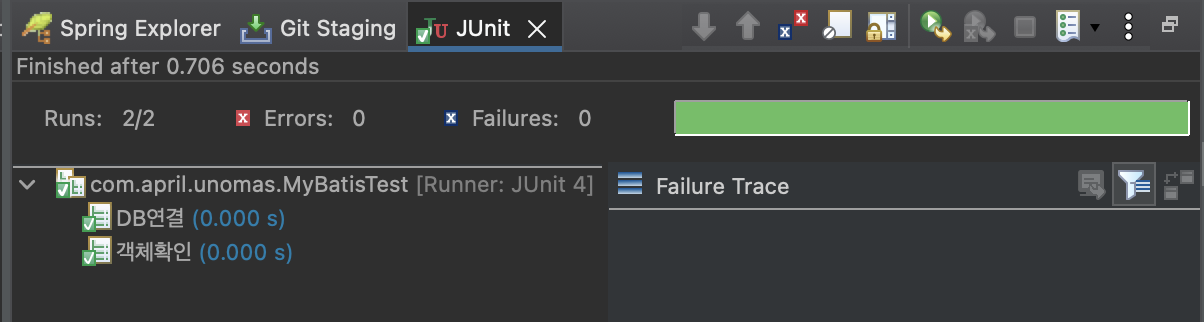 Spring Explorer Git Staging JUnit
Finished after 0.706 seconds
Runs: 2/2 Errors: 0 Failures: 0
com.april.unomas.MyBatisTest [Runner: JUnit 4]
DB연결 (0.000 s)
객체확인 (0.000 s)
Failure Trace